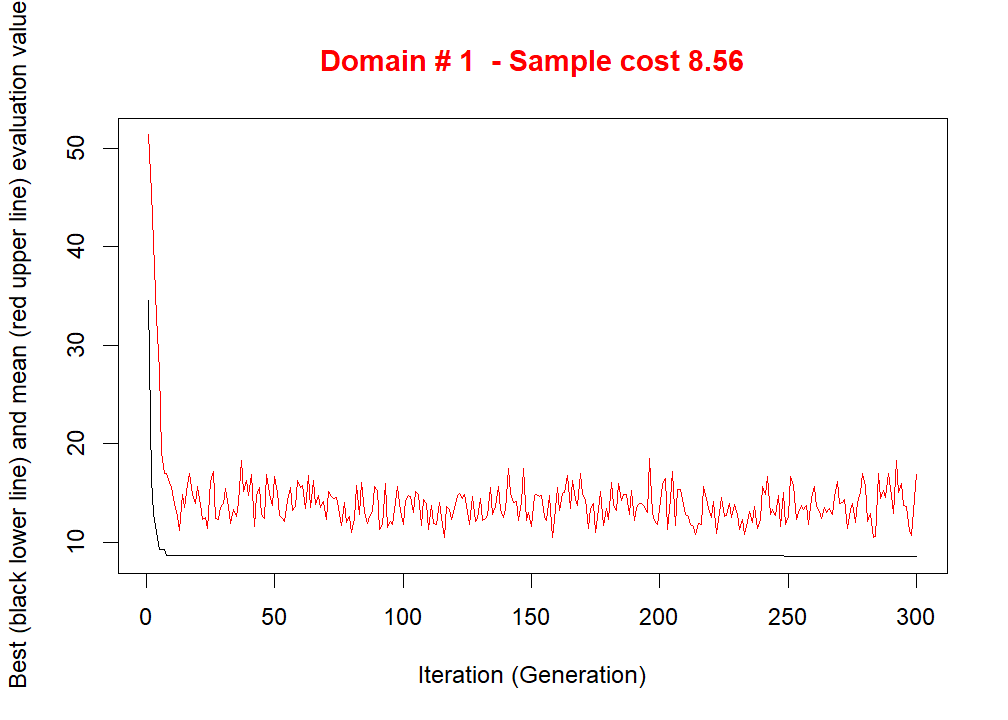 Domain # 1  - Sample cost 8.56
Best (black lower line) and mean (red upper line) evaluation value
50
40
30
20
10
0 50 100 150 200 250 300
Iteration (Generation)